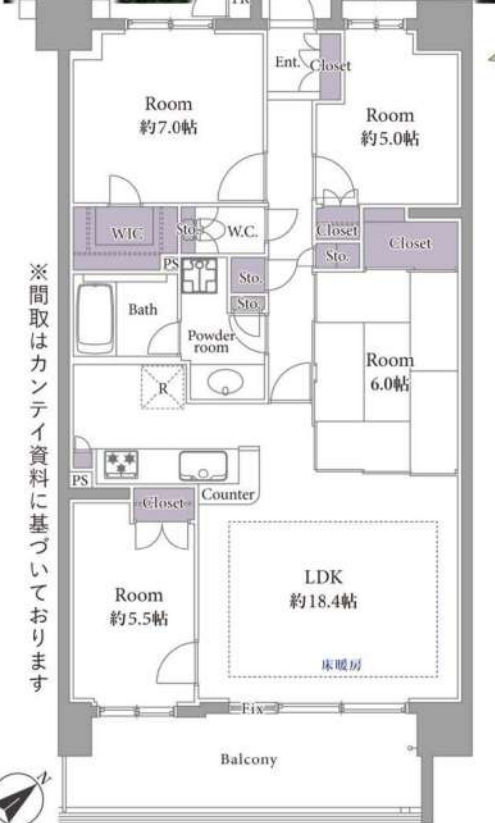 Ent.
Closet
Room
約7.0帖
Room
約5.0帖
WIC
Sto.
W.C.
Closet
Closet
Sto.
PS
Sto.
Sto.
Bath
Powder
room
Room
6.0帖
R
PS
Counter
Closet
Room
約5.5帖
LDK
約18.4帖
床暖房
Fix
Balcony
N
※間取はカンテイ資料に基づいております